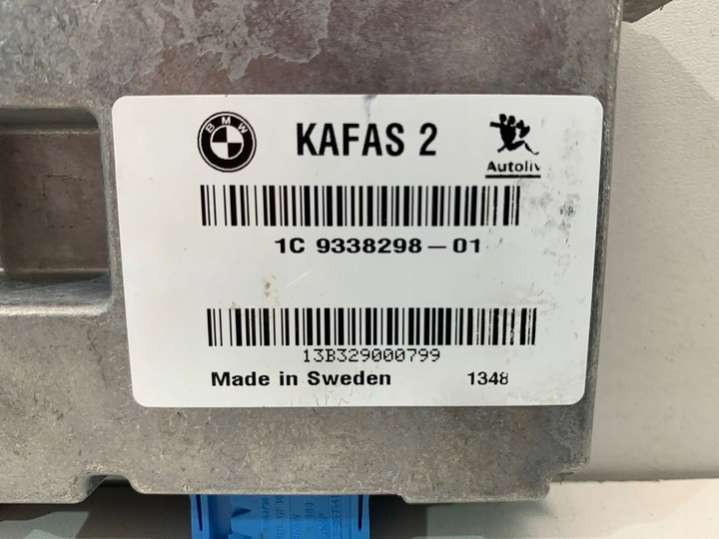 BMW
KAFAS 2
Autoliv
1C 9338298-01
13B329000799
Made in Sweden 1348